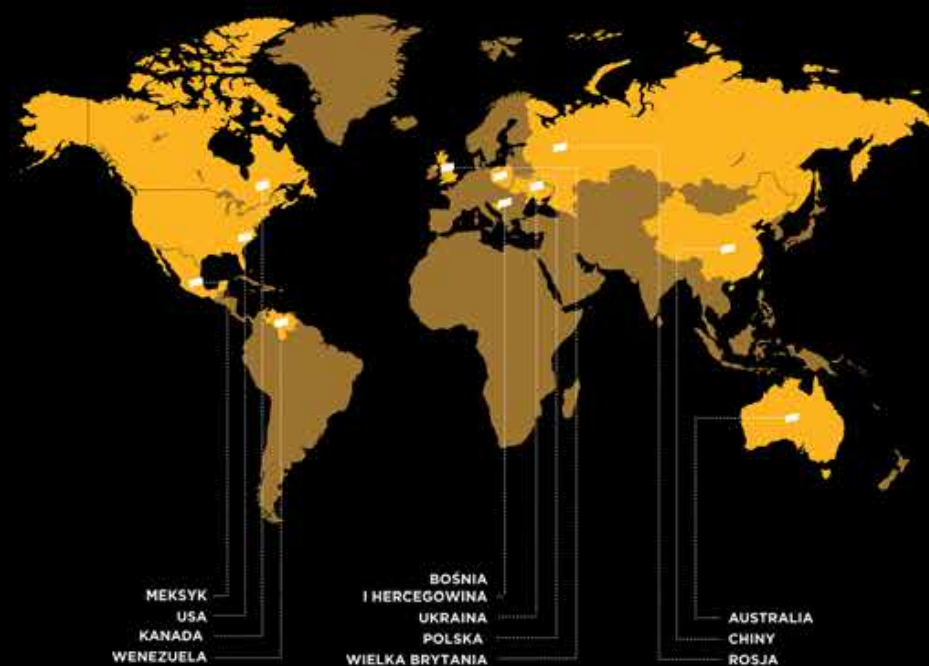 MEKSYK
USA
KANADA
WENEZUELA
BOŚNIA
I HERCEGOWINA
UKRAINA
POLSKA
WIELKA BRYTANIA
AUSTRALIA
CHINY
ROSJA